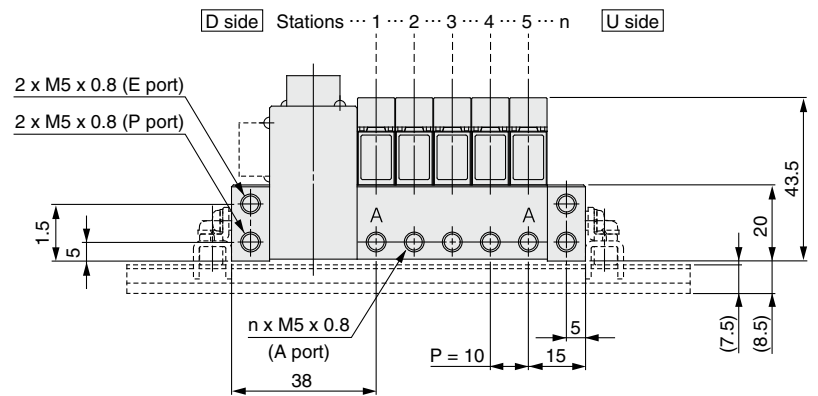 D side Stations ··· 1 ··· 2 ··· 3 ··· 4 ··· 5 ··· n U side
2 x M5 x 0.8 (E port)
2 x M5 x 0.8 (P port)
43.5
A A
1.5
5
20
n x M5 x 0.8
(A port)
P = 10
15
5
(7.5)
(8.5)
38